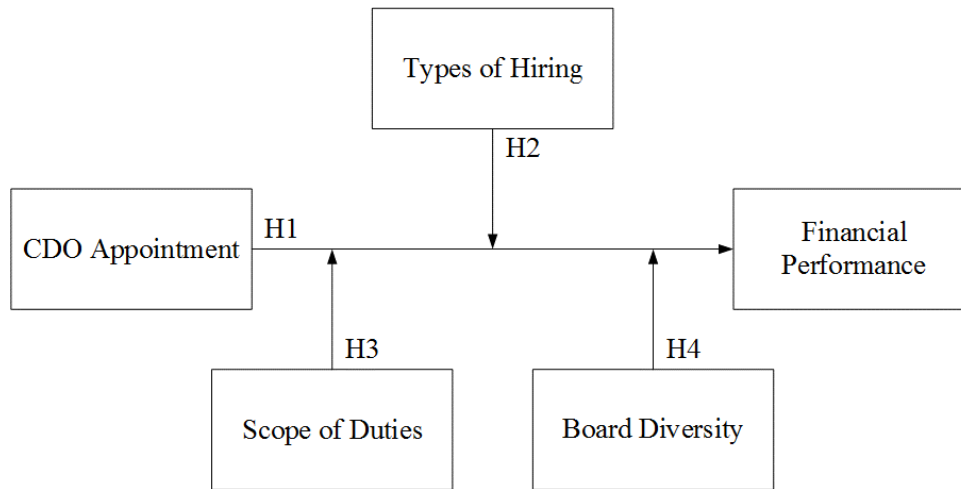 Types of Hiring
H2
CDO Appointment
H1
Financial
Performance
H3
H4
Scope of Duties
Board Diversity